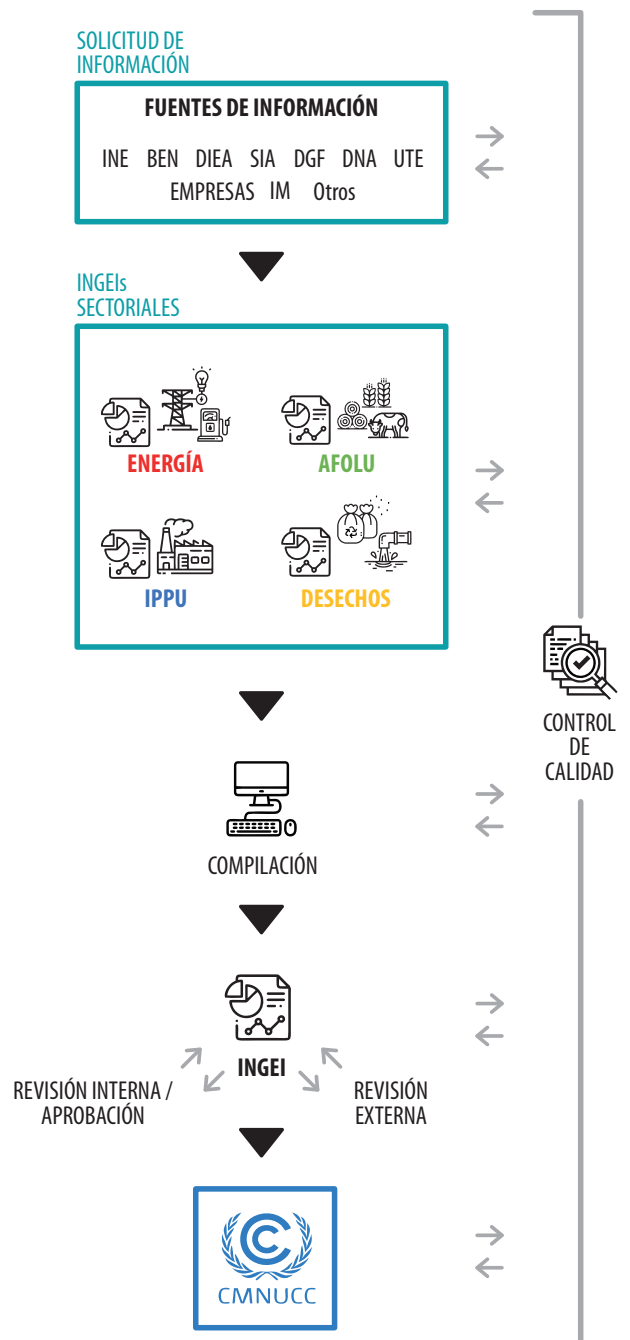 SOLICITUD DE
INFORMACIÓN
FUENTES DE INFORMACIÓN
INE BEN DIEA SIA DGF DNA UTE
EMPRESAS IM Otros
INGEIs
SECTORIALES
ENERGÍA
AFOLU
IPPU
DESECHOS
CONTROL
DE
CALIDAD
COMPILACIÓN
INGEI
REVISIÓN INTERNA /
APROBACIÓN
REVISIÓN
EXTERNA
CMNUCC